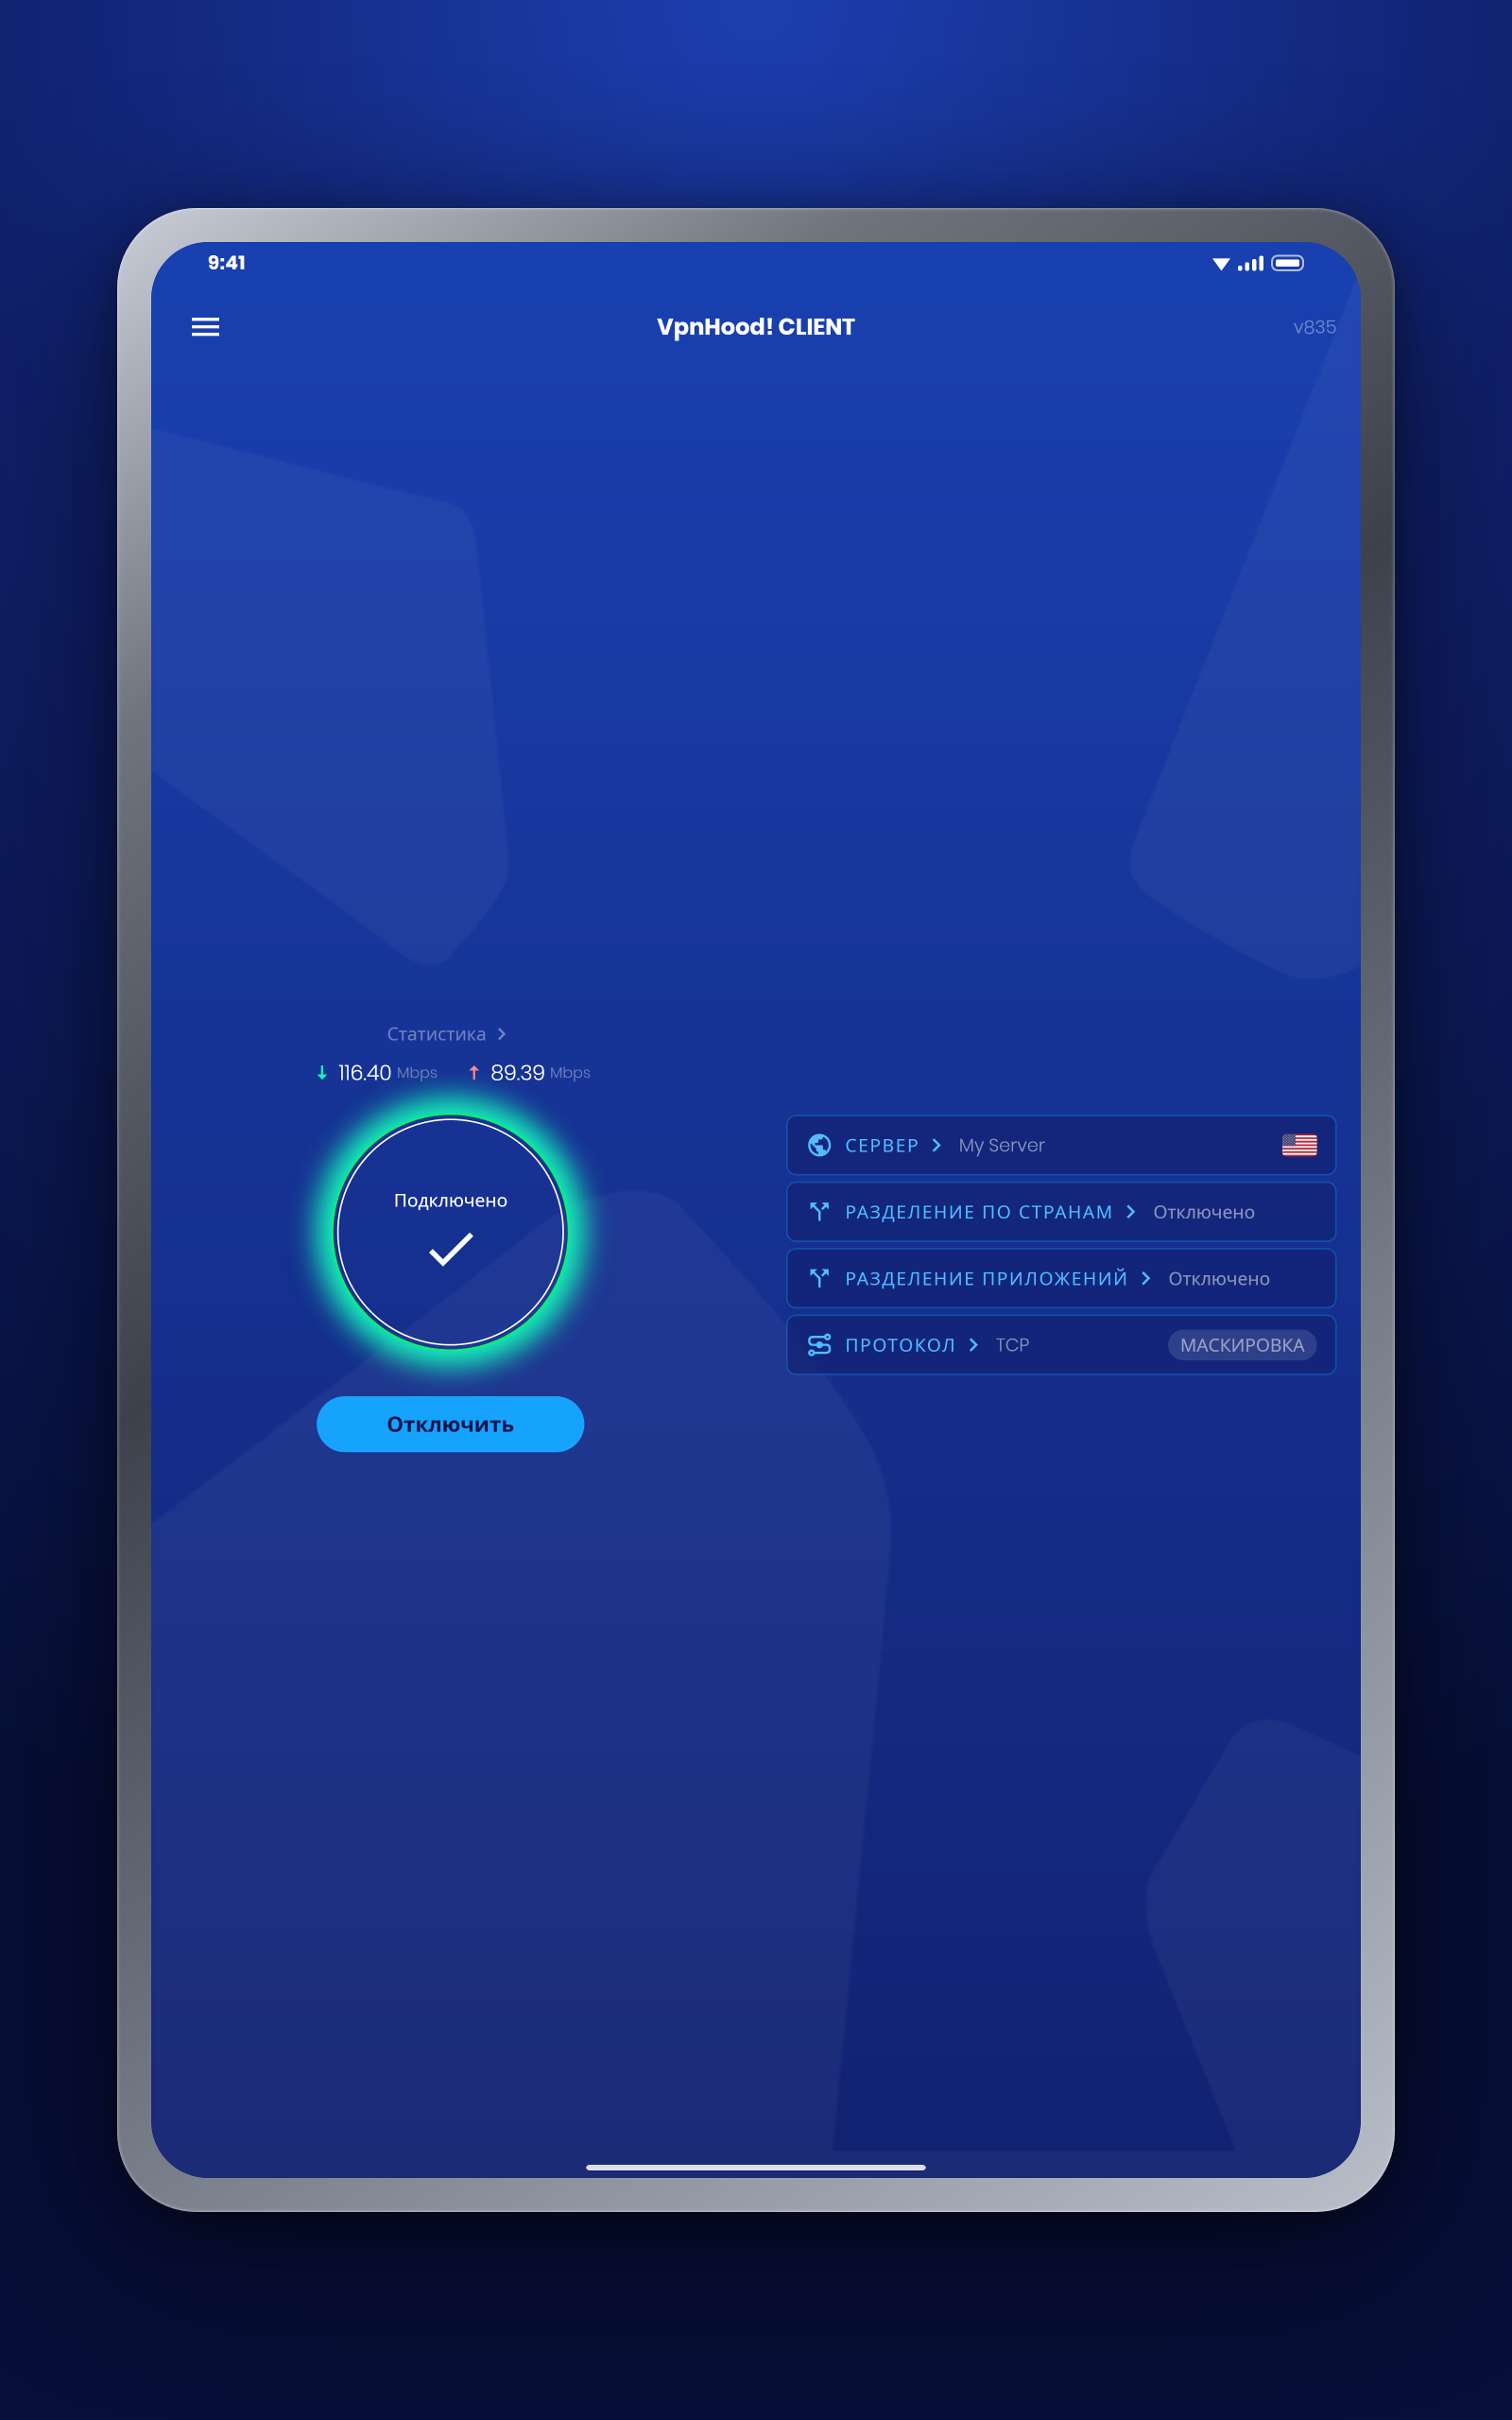 9:41
VpnHood! CLIENT
v835
Статистика
116.40 Mbps 89.39 Mbps
Подключено
Отключить
СЕРВЕР My Server
РАЗДЕЛЕНИЕ ПО СТРАНАМ Отключено
РАЗДЕЛЕНИЕ ПРИЛОЖЕНИЙ Отключено
ПРОТОКОЛ TCP МАСКИРОВКА